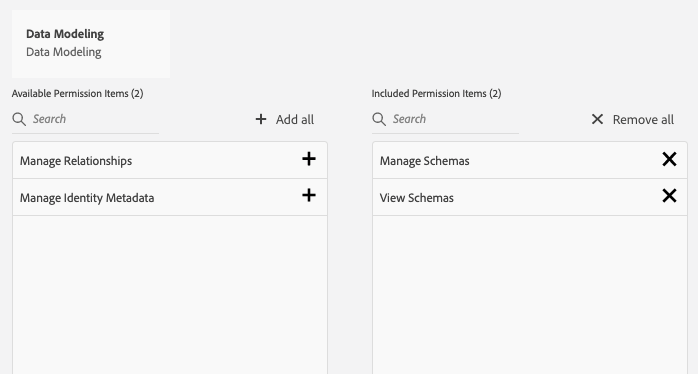 Data Modeling
Data Modeling
Available Permission Items (2)
Search
Add all
Manage Relationships
Manage Identity Metadata
Included Permission Items (2)
Search
Remove all
Manage Schemas
View Schemas